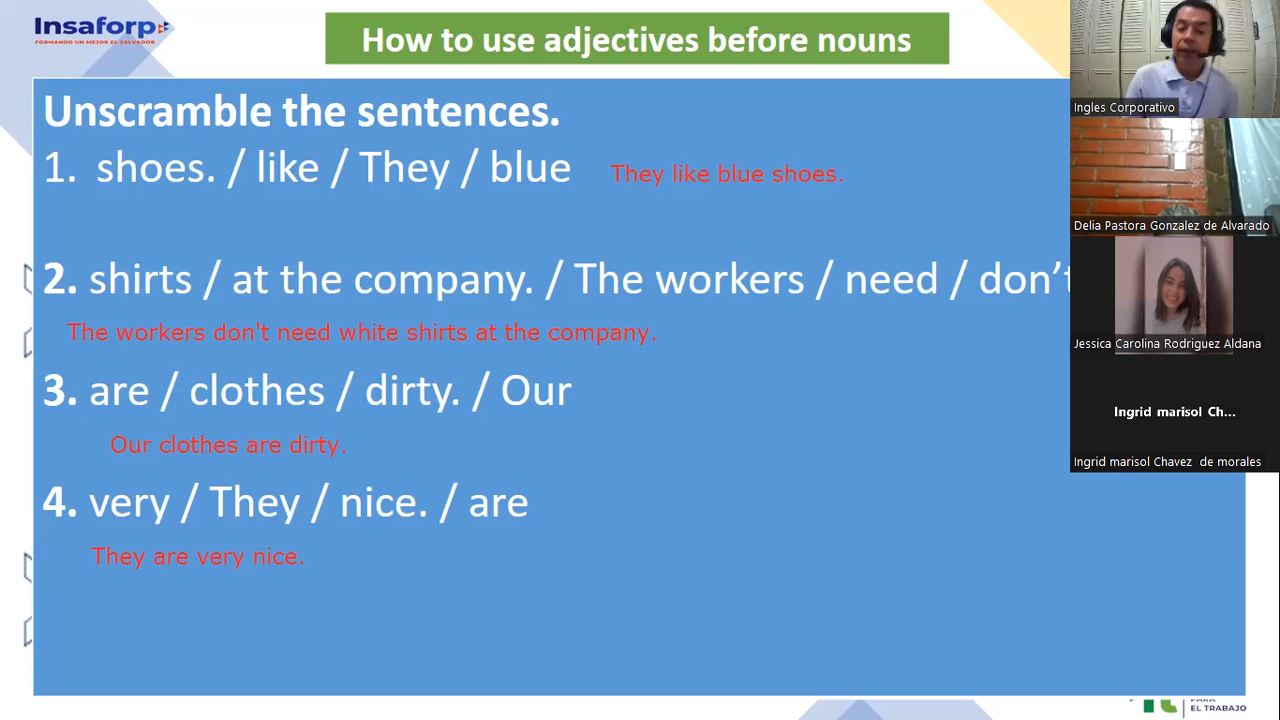 Insaforp
FORMANDO UN MEJOR EL SALVADOR
How to use adjectives before nouns
Unscramble the sentences.
1. shoes. / like / They / blue
They like blue shoes.
2. shirts / at the company. / The workers / need / don't
The workers don't need white shirts at the company.
3. are / clothes / dirty. / Our
Our clothes are dirty.
4. very / They / nice. / are
They are very nice.
Ingles Corporativo
Delia Pastora Gonzalez de Alvarado
Jessica Carolina Rodriguez Aldana
Ingrid marisol Ch...
Ingrid marisol Chavez de morales
EL TRABAJO